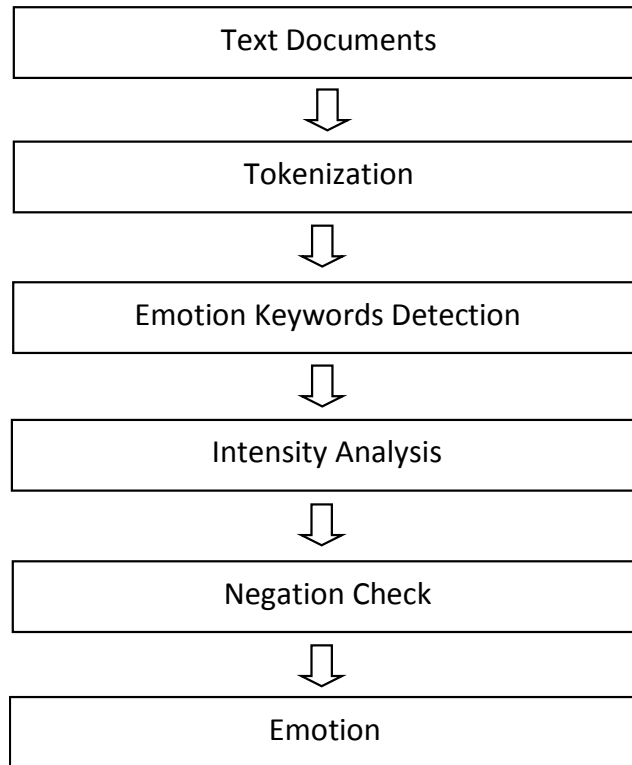 Text Documents
Tokenization
Emotion Keywords Detection
Intensity Analysis
Negation Check
Emotion